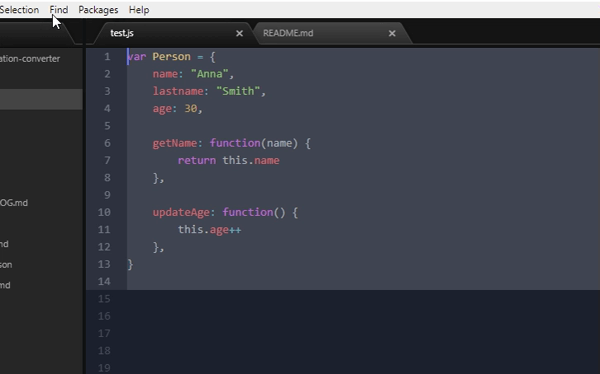 Selection Find Packages Help
test.js × README.md ×
ation-converter
OG.md
nd
son
md
1 var Person = {
2 name: "Anna",
3 lastname: "Smith",
4 age: 30,
5
6 getName: function(name) {
7 return this.name
8 },
9
10 updateAge: function() {
11 this.age++
12 },
13 }
14
15
16
17
18
19